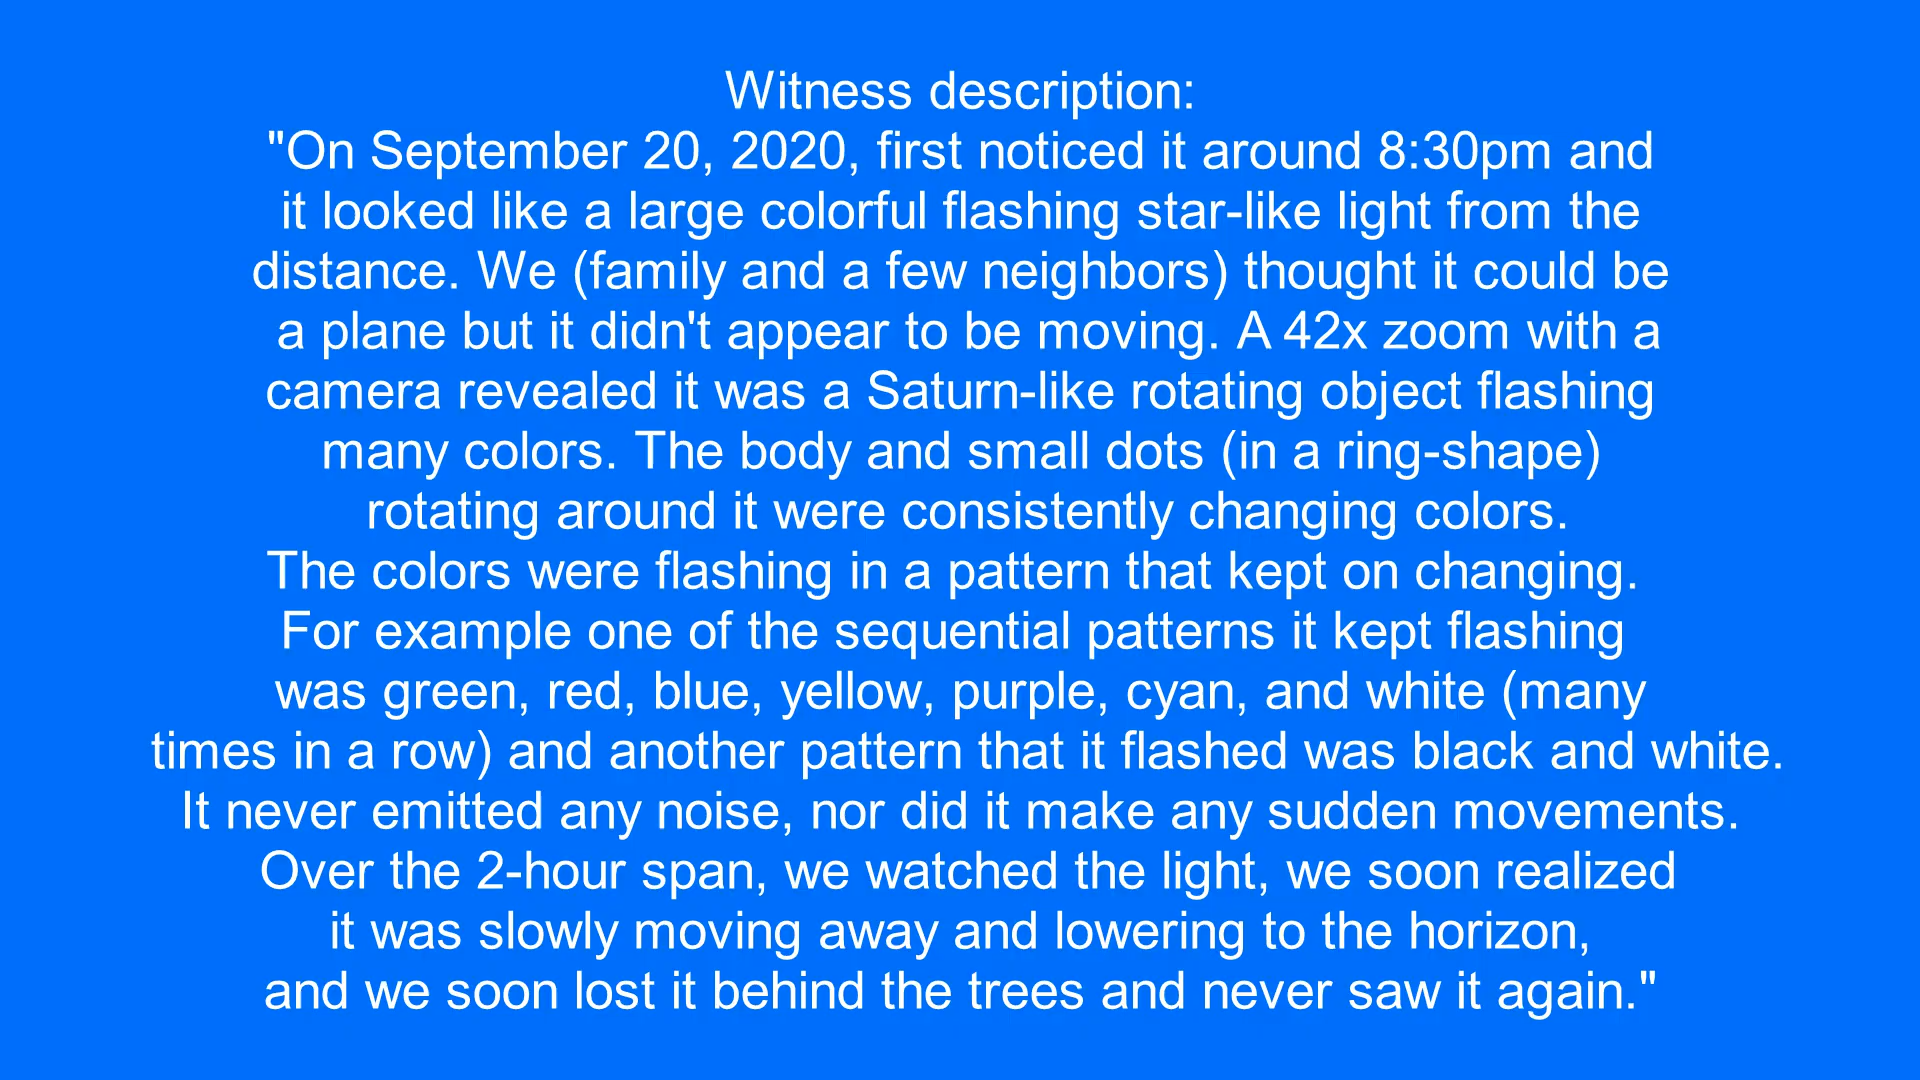 Witness description:
"On September 20, 2020, first noticed it around 8:30pm and
it looked like a large colorful flashing star-like light from the
distance. We (family and a few neighbors) thought it could be
a plane but it didn't appear to be moving. A 42x zoom with a
camera revealed it was a Saturn-like rotating object flashing
many colors. The body and small dots (in a ring-shape)
rotating around it were consistently changing colors.
The colors were flashing in a pattern that kept on changing.
For example one of the sequential patterns it kept flashing
was green, red, blue, yellow, purple, cyan, and white (many
times in a row) and another pattern that it flashed was black and white.
It never emitted any noise, nor did it make any sudden movements.
Over the 2-hour span, we watched the light, we soon realized
it was slowly moving away and lowering to the horizon,
and we soon lost it behind the trees and never saw it again."